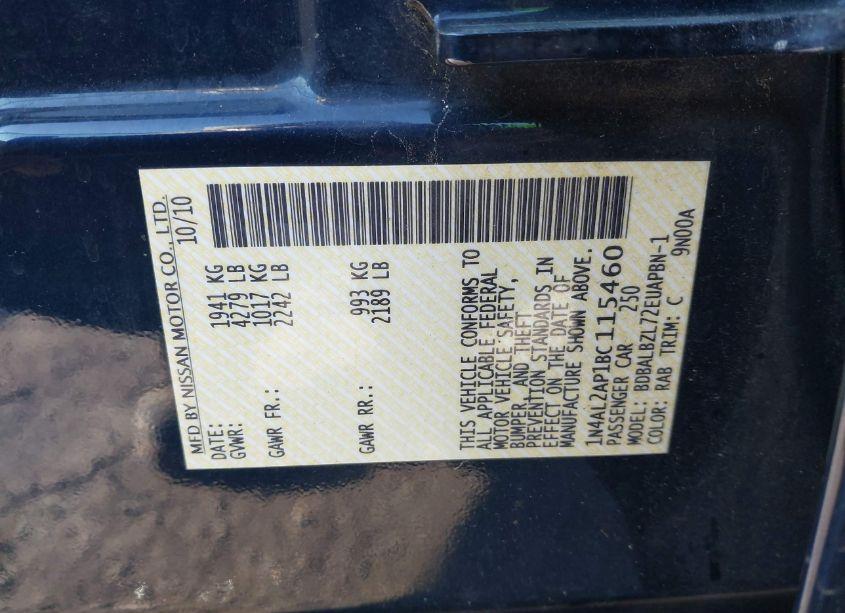 MFD BY NISSAN MOTOR CO., LTD.
DATE: 10/10
GVWR: 1941 KG
4279 LB
GAWR FR.: 1017 KG
2242 LB
GAWR RR.: 993 KG
2189 LB
THIS VEHICLE CONFORMS TO
ALL APPLICABLE FEDERAL
MOTOR VEHICLE SAFETY,
BUMPER, AND THEFT
PREVENTION STANDARDS IN
EFFECT ON THE DATE OF
MANUFACTURE SHOWN ABOVE.
1N4AL2AP1BC115460
PASSENGER CAR 250
MODEL: BDBALBZL72EUAPBN-1
COLOR: RAB TRIM: C 9N00A